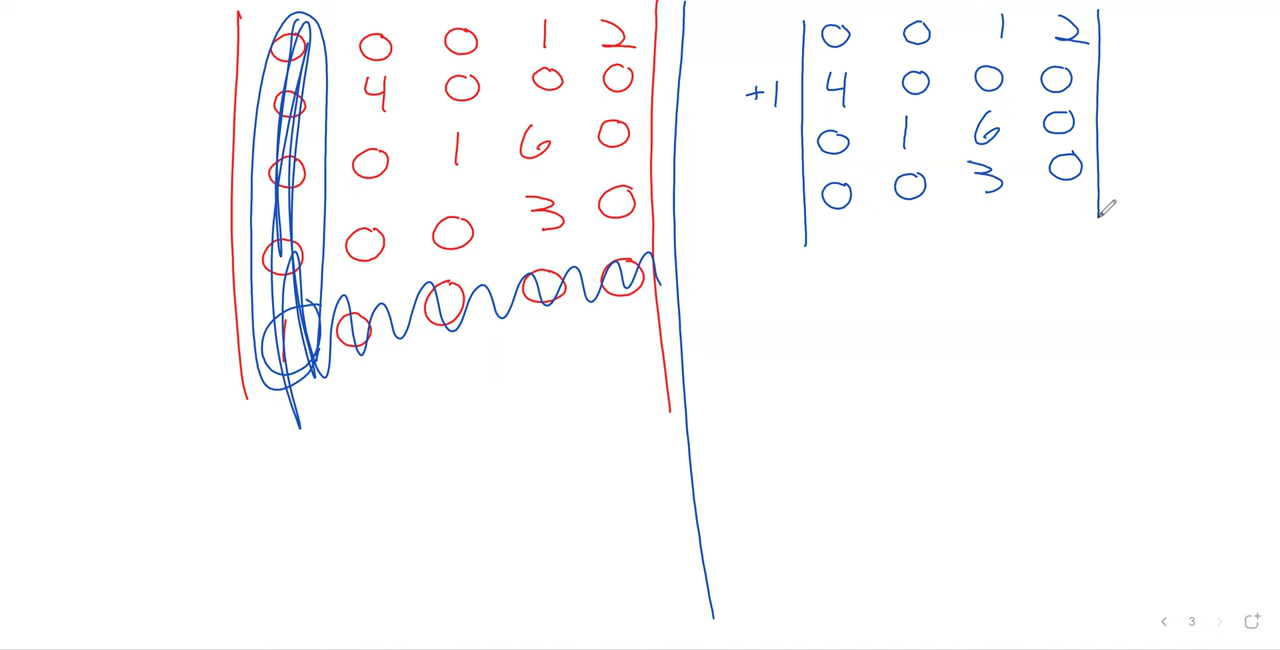 0 0 0 1 2
0 4 0 0 0
0 0 1 6 0
0 0 0 3 0
1 0 0 0 0
+1
0 0 1 2
4 0 0 0
0 1 6 0
0 0 3 0
< 3 >